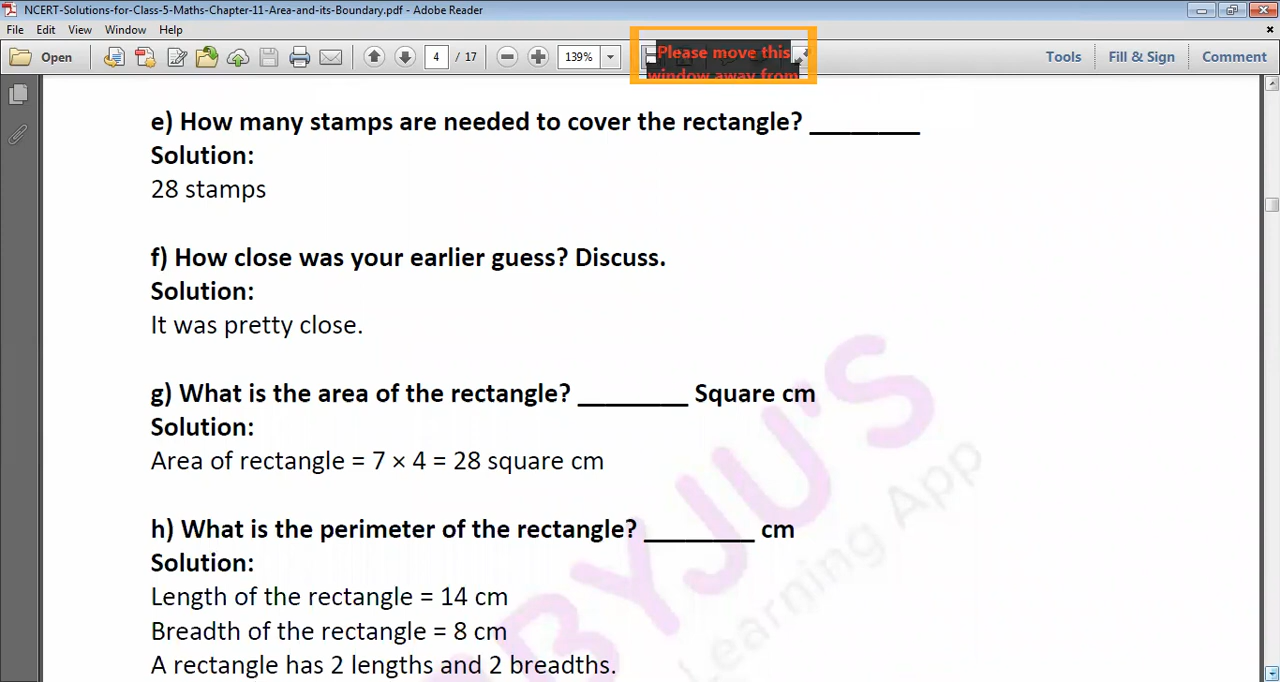 NCERT-Solutions-for-Class-5-Maths-Chapter-11-Area-and-its-Boundary.pdf - Adobe Reader
File Edit View Window Help
Open 4 / 17 139% Please move this Tools Fill & Sign Comment
window away from
e) How many stamps are needed to cover the rectangle? ________
Solution:
28 stamps
f) How close was your earlier guess? Discuss.
Solution:
It was pretty close.
g) What is the area of the rectangle? ________ Square cm
Solution:
Area of rectangle = 7 × 4 = 28 square cm
h) What is the perimeter of the rectangle? ________ cm
Solution:
Length of the rectangle = 14 cm
Breadth of the rectangle = 8 cm
A rectangle has 2 lengths and 2 breadths.
BYJU'S
Learning App